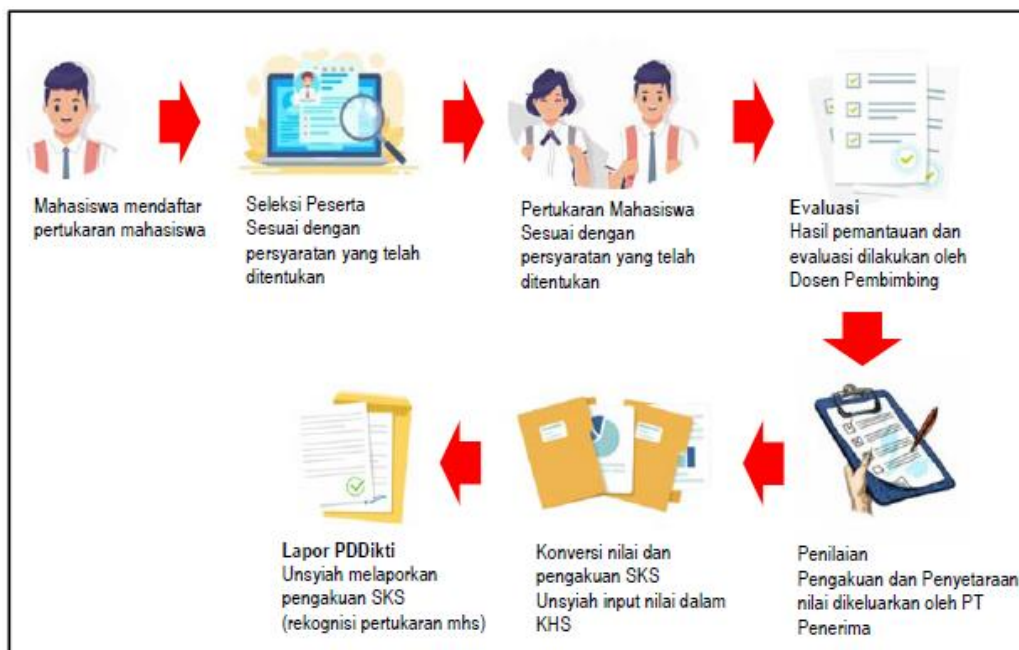 Mahasiswa mendaftar
pertukaran mahasiswa
Seleksi Peserta
Sesuai dengan
persyaratan yang telah
ditentukan
Pertukaran Mahasiswa
Sesuai dengan
persyaratan yang telah
ditentukan
Evaluasi
Hasil pemantauan dan
evaluasi dilakukan oleh
Dosen Pembimbing
Penilaian
Pengakuan dan Penyetaraan
nilai dikeluarkan oleh PT
Penerima
Konversi nilai dan
pengakuan SKS
Unsyiah input nilai dalam
KHS
Lapor PDDikti
Unsyiah melaporkan
pengakuan SKS
(rekognisi pertukaran mhs)